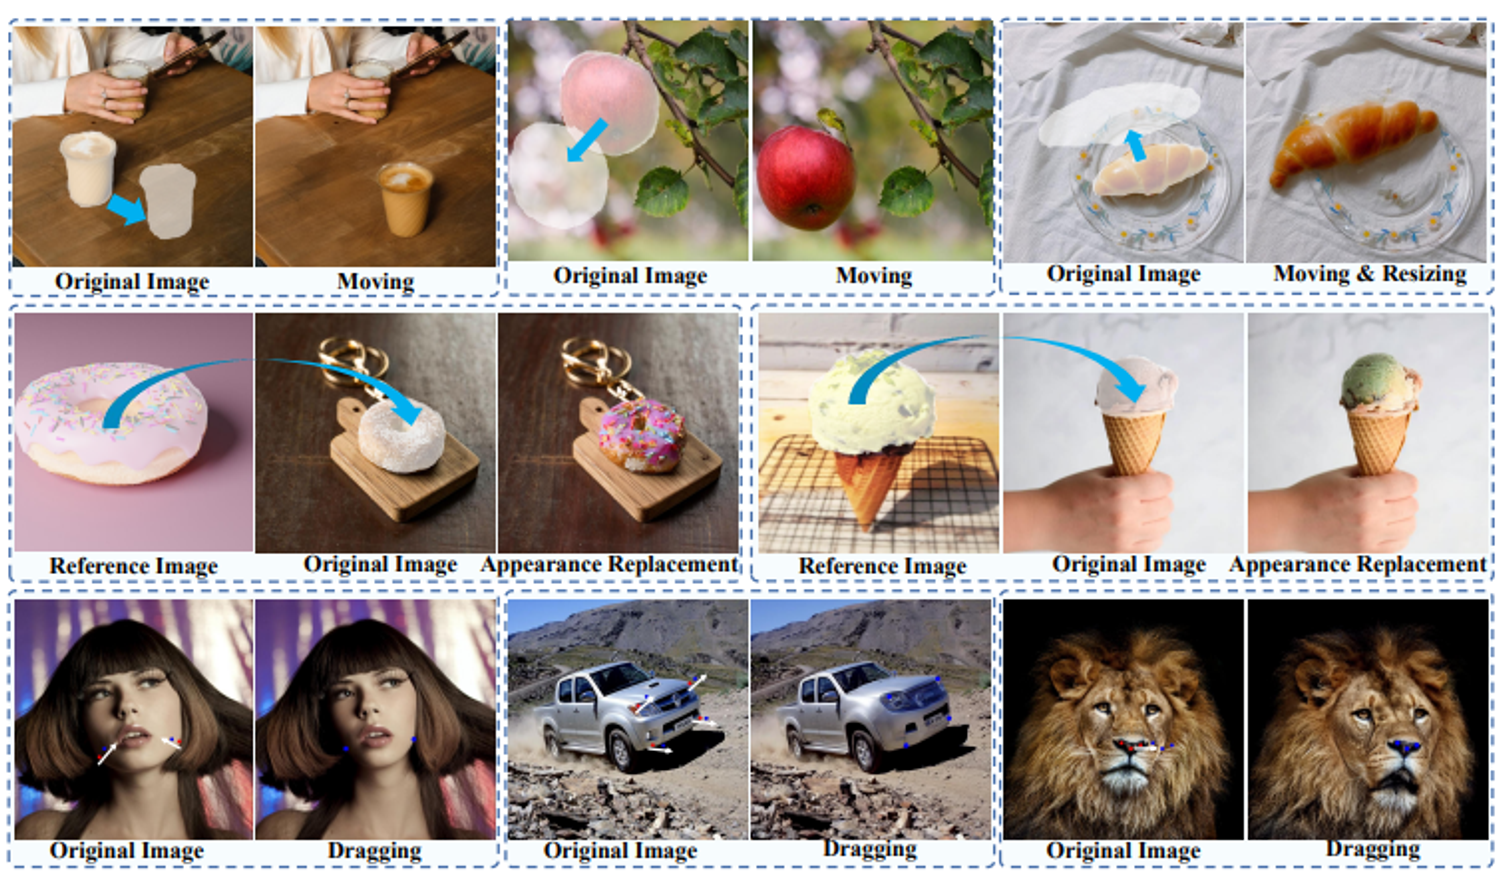 Original Image
Moving
Original Image
Moving
Original Image
Moving & Resizing
Reference Image
Original Image
Appearance Replacement
Reference Image
Original Image
Appearance Replacement
Original Image
Dragging
Original Image
Dragging
Original Image
Dragging